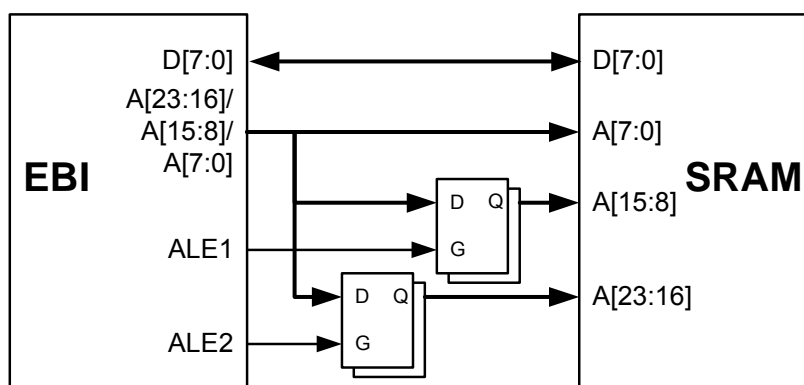 D[7:0]
A[23:16]/
A[15:8]/
A[7:0]
EBI
ALE1
ALE2
D Q
G
D Q
G
D[7:0]
A[7:0]
SRAM
A[15:8]
A[23:16]